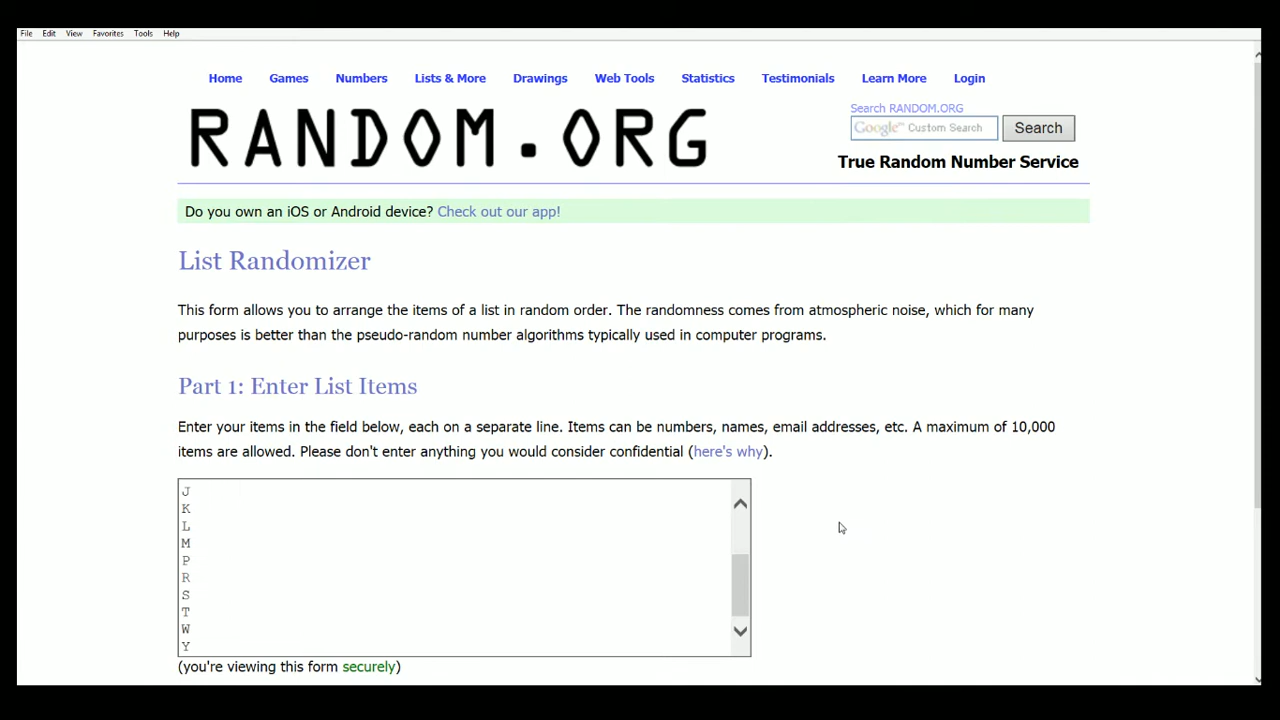 File Edit View Favorites Tools Help
Home Games Numbers Lists & More Drawings Web Tools Statistics Testimonials Learn More Login
RANDOM.ORG
Search RANDOM.ORG
Google™ Custom Search Search
True Random Number Service
Do you own an iOS or Android device? Check out our app!
List Randomizer
This form allows you to arrange the items of a list in random order. The randomness comes from atmospheric noise, which for many
purposes is better than the pseudo-random number algorithms typically used in computer programs.
Part 1: Enter List Items
Enter your items in the field below, each on a separate line. Items can be numbers, names, email addresses, etc. A maximum of 10,000
items are allowed. Please don't enter anything you would consider confidential (here's why).
J
K
L
M
P
R
S
T
W
Y
(you're viewing this form securely)